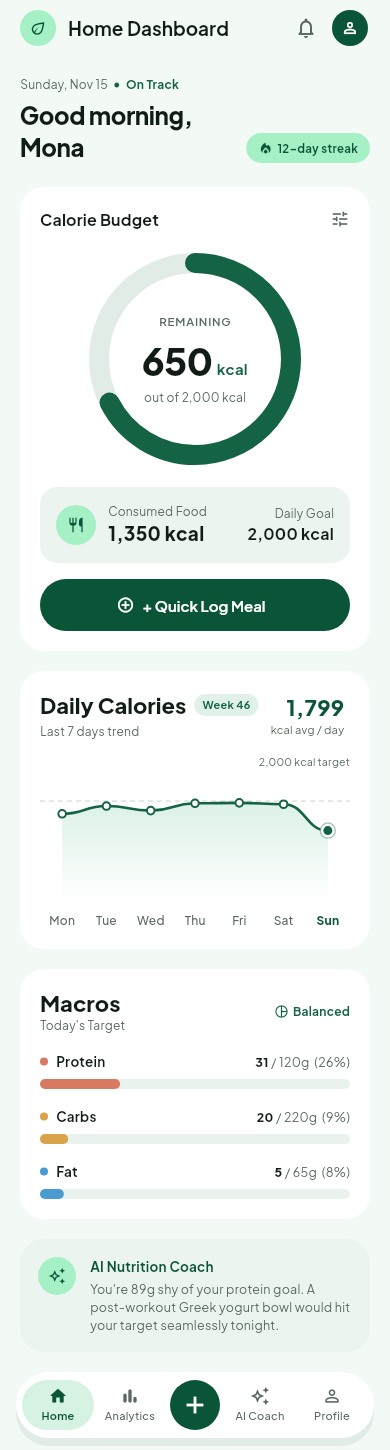 Home Dashboard
Sunday, Nov 15 • On Track
Good morning,
Mona
12-day streak
Calorie Budget
REMAINING
650 kcal
out of 2,000 kcal
Consumed Food
1,350 kcal
Daily Goal
2,000 kcal
+ Quick Log Meal
Daily Calories
Week 46
1,799
Last 7 days trend
kcal avg / day
2,000 kcal target
Mon Tue Wed Thu Fri Sat Sun
Macros
Today's Target
Balanced
Protein 31 / 120g (26%)
Carbs 20 / 220g (9%)
Fat 5 / 65g (8%)
AI Nutrition Coach
You're 89g shy of your protein goal. A
post-workout Greek yogurt bowl would hit
your target seamlessly tonight.
Home Analytics AI Coach Profile